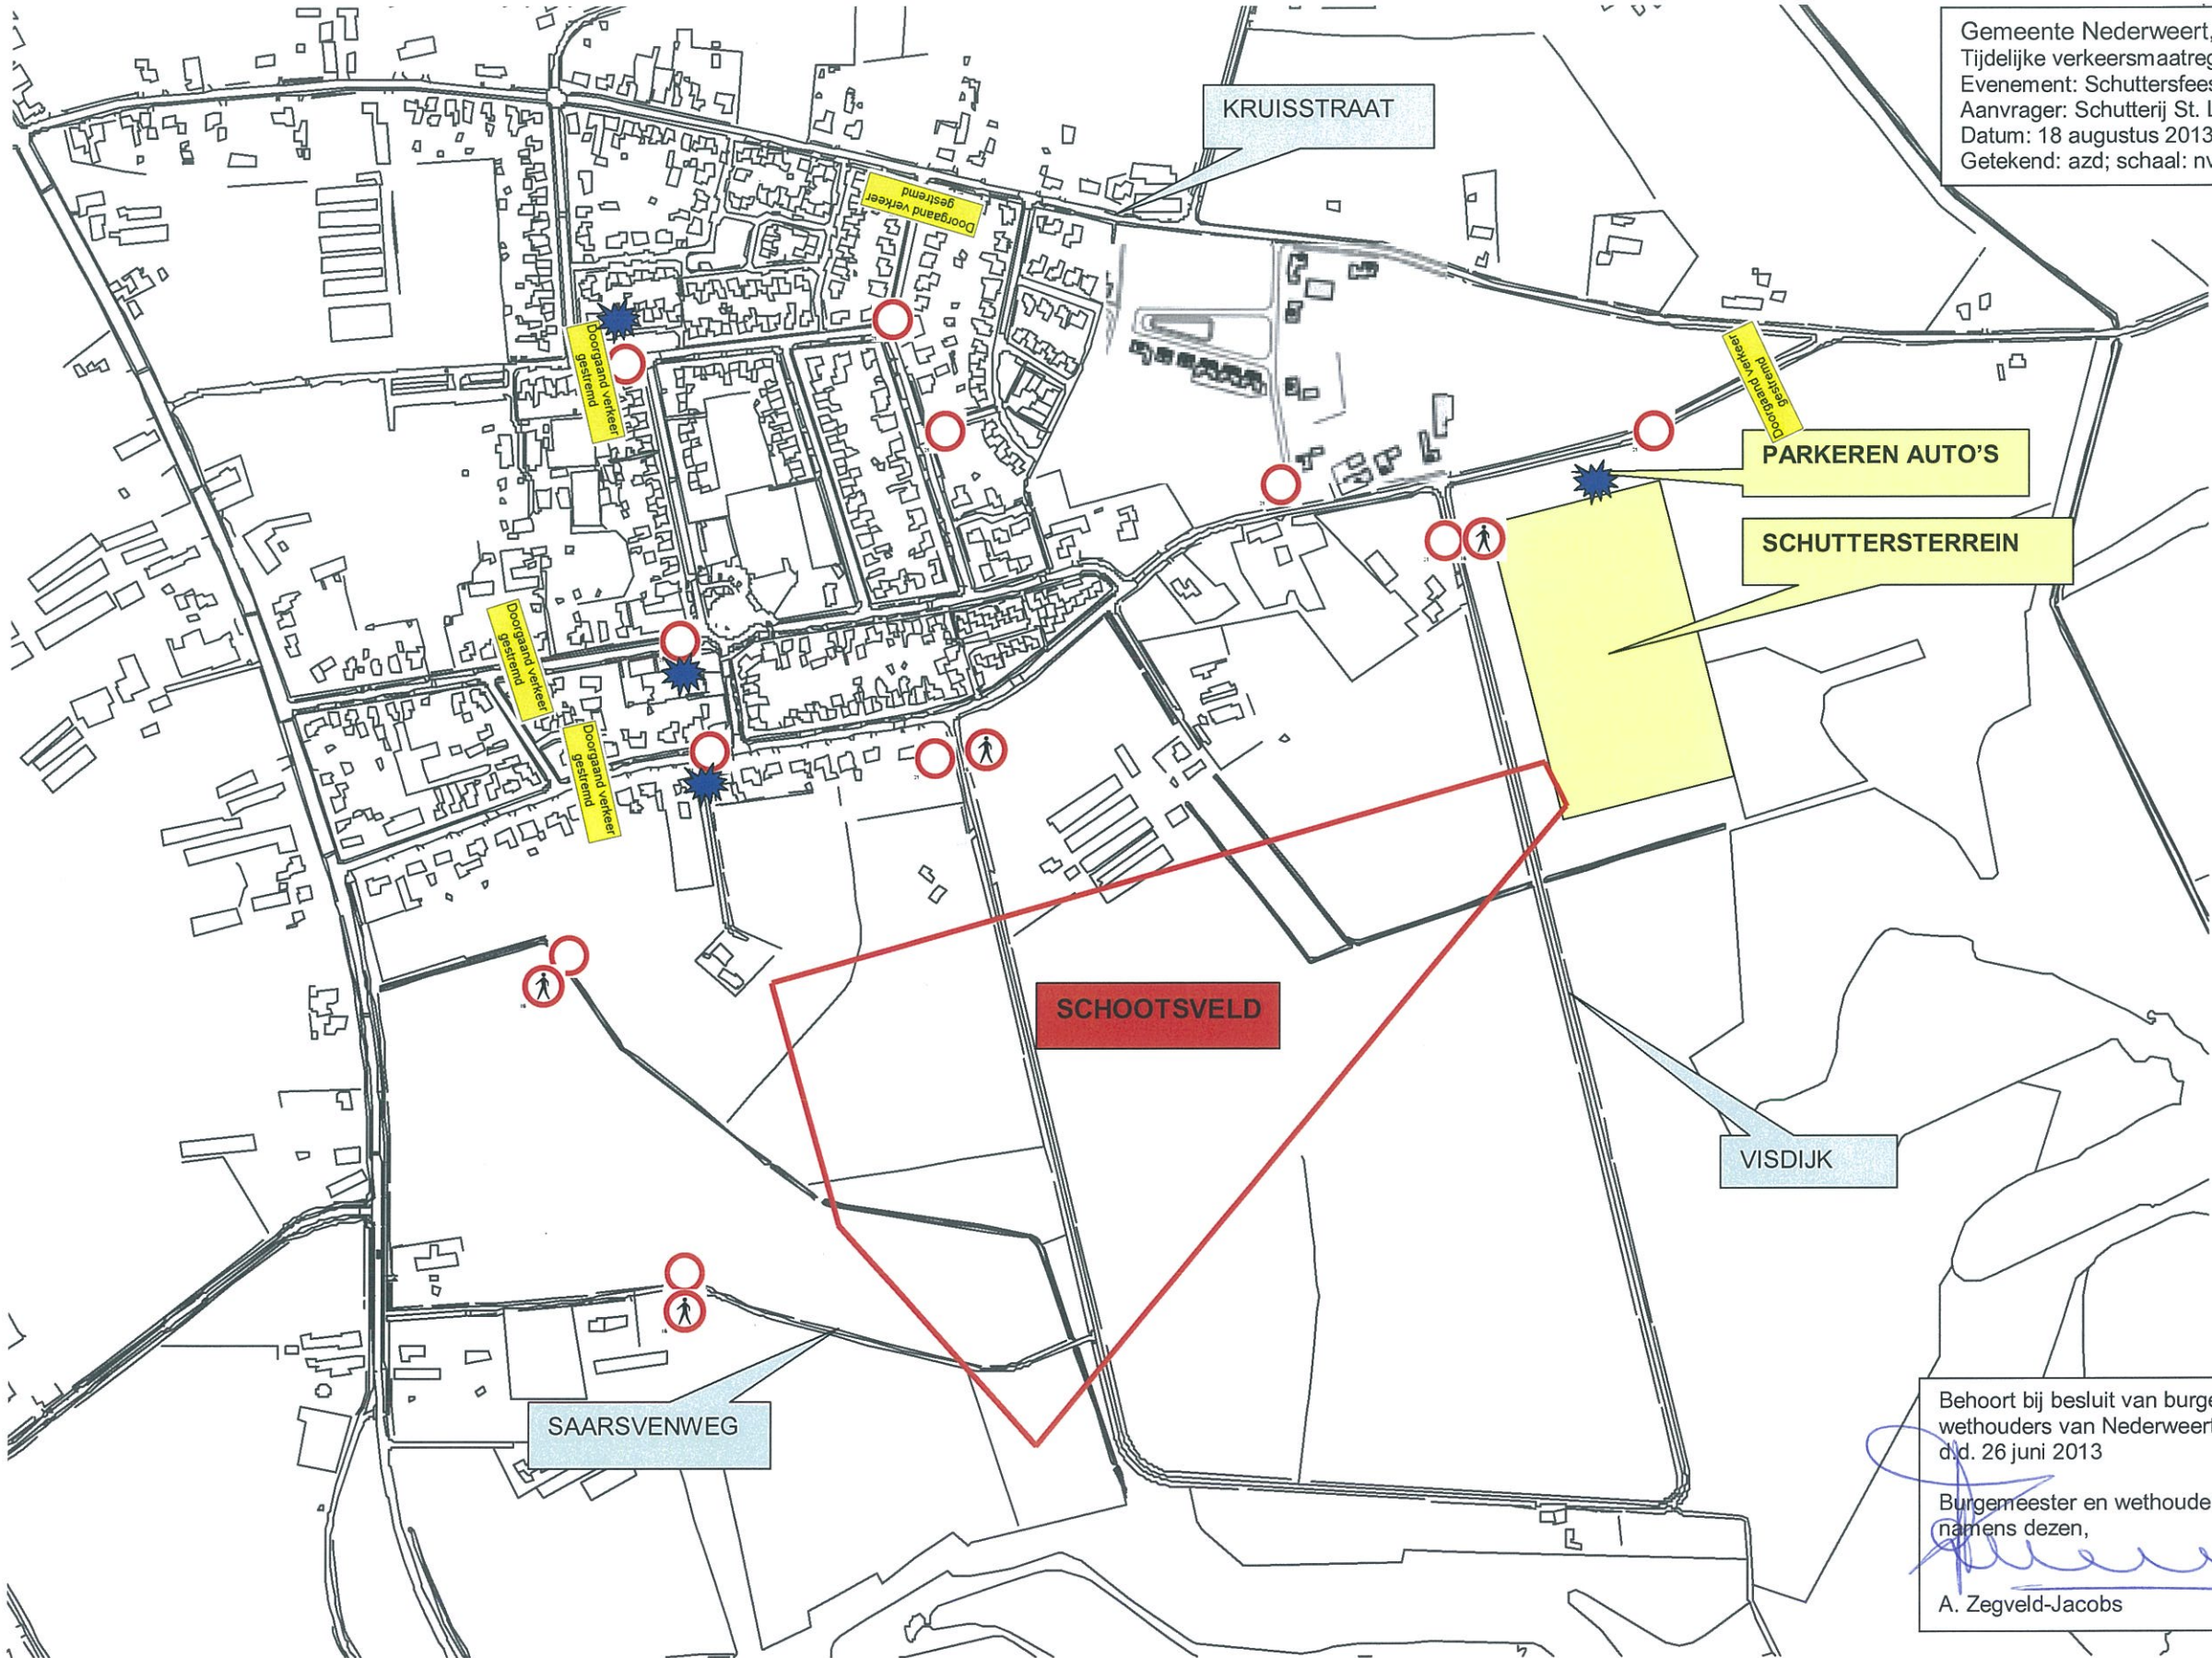 Gemeente Nederweert,
Tijdelijke verkeersmaatreg
Evenement: Schuttersfees
Aanvrager: Schutterij St. L
Datum: 18 augustus 2013
Getekend: azd; schaal: nv
KRUISSTRAAT
Doorgaand verkeer
gestremd
Doorgaand verkeer
gestremd
Doorgaand verkeer
gestremd
PARKEREN AUTO'S
SCHUTTERSTERREIN
Doorgaand verkeer
gestremd
Doorgaand verkeer
gestremd
SCHOOTSVELD
VISDIJK
SAARSVENWEG
Behoort bij besluit van burge
wethouders van Nederweert
d.d. 26 juni 2013
Burgemeester en wethoude
namens dezen,
A. Zegveld-Jacobs